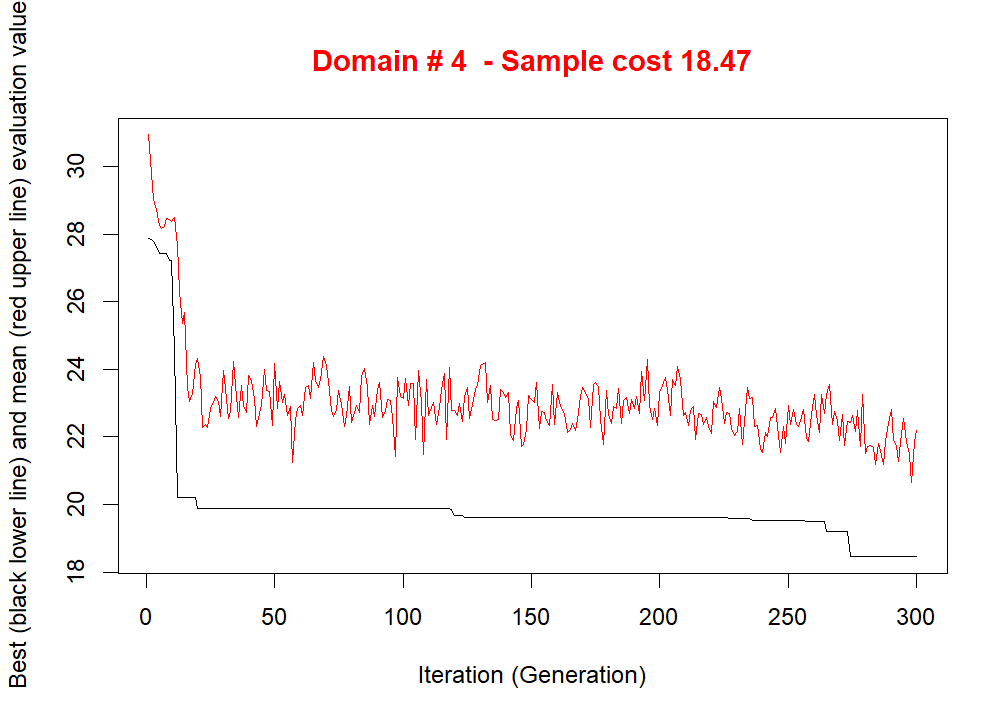 Domain # 4  - Sample cost 18.47
Best (black lower line) and mean (red upper line) evaluation value
30
28
26
24
22
20
18
0 50 100 150 200 250 300
Iteration (Generation)